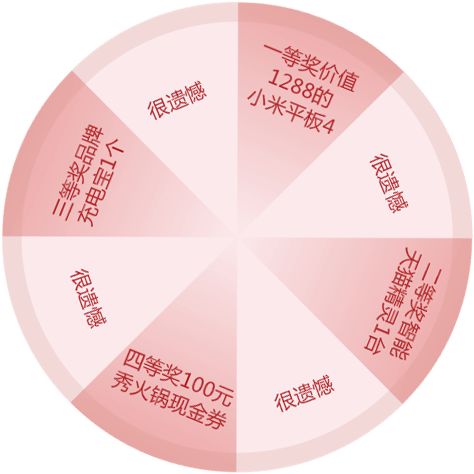 一等奖价值
1288的
小米平板4
很遗憾
二等奖智能
天猫精灵1台
很遗憾
四等奖100元
秀火锅现金券
很遗憾
三等奖品牌
充电宝1个
很遗憾